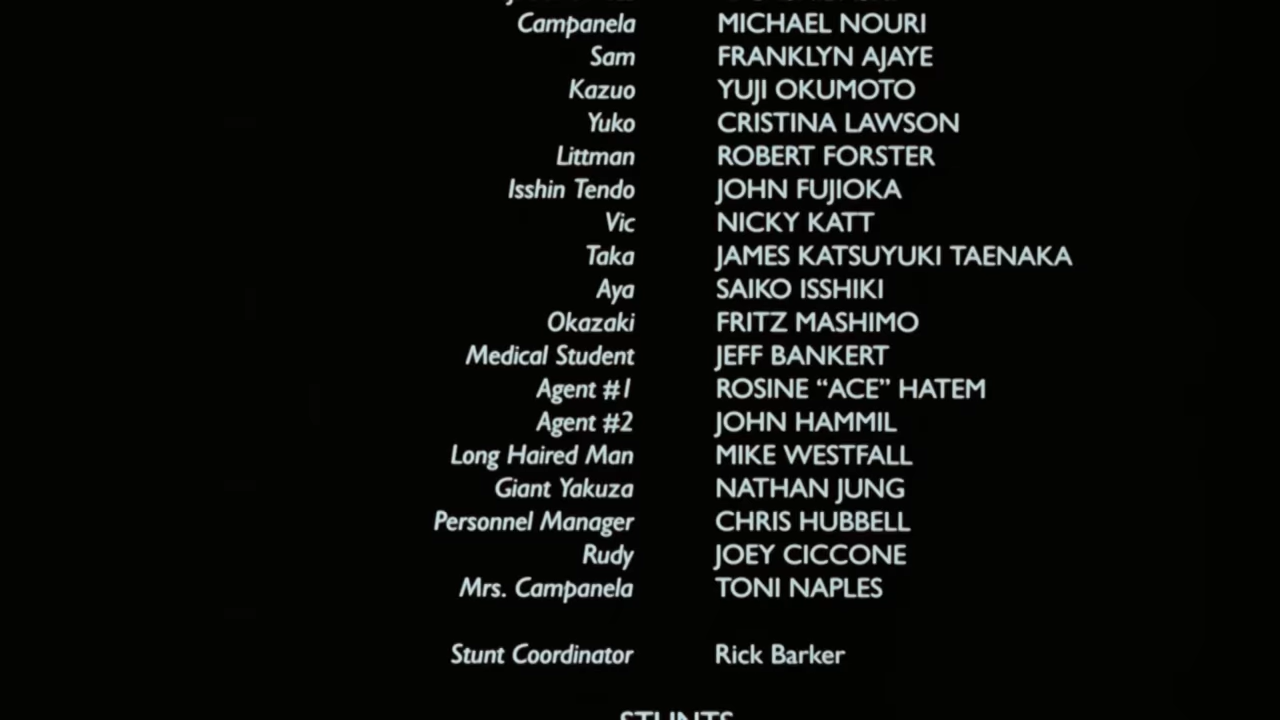 Campanela MICHAEL NOURI
Sam FRANKLYN AJAYE
Kazuo YUJI OKUMOTO
Yuko CRISTINA LAWSON
Littman ROBERT FORSTER
Isshin Tendo JOHN FUJIOKA
Vic NICKY KATT
Taka JAMES KATSUYUKI TAENAKA
Aya SAIKO ISSHIKI
Okazaki FRITZ MASHIMO
Medical Student JEFF BANKERT
Agent #1 ROSINE “ACE” HATEM
Agent #2 JOHN HAMMIL
Long Haired Man MIKE WESTFALL
Giant Yakuza NATHAN JUNG
Personnel Manager CHRIS HUBBELL
Rudy JOEY CICCONE
Mrs. Campanela TONI NAPLES
Stunt Coordinator Rick Barker
STUNTS